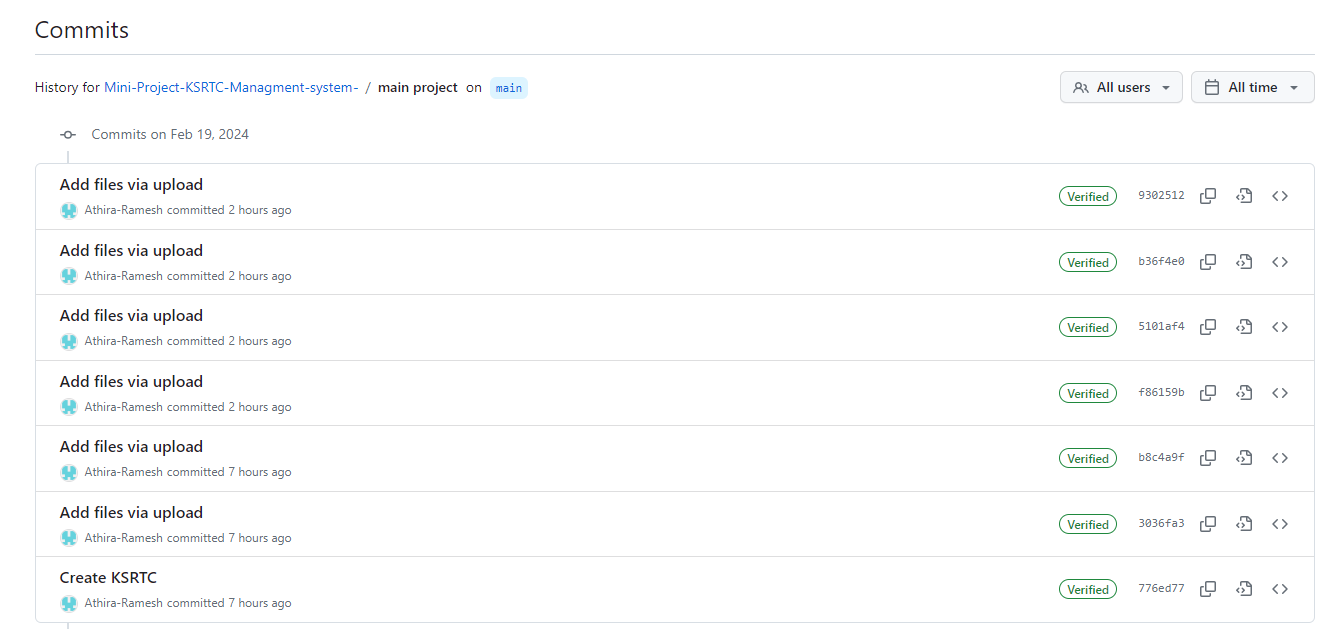 Commits
History for Mini-Project-KSRTC-Managment-system- / main project on main
All users
All time
Commits on Feb 19, 2024
Add files via upload
Athira-Ramesh committed 2 hours ago
Verified
9302512
Add files via upload
Athira-Ramesh committed 2 hours ago
Verified
b36f4e0
Add files via upload
Athira-Ramesh committed 2 hours ago
Verified
5101af4
Add files via upload
Athira-Ramesh committed 2 hours ago
Verified
f86159b
Add files via upload
Athira-Ramesh committed 7 hours ago
Verified
b8c4a9f
Add files via upload
Athira-Ramesh committed 7 hours ago
Verified
3036fa3
Create KSRTC
Athira-Ramesh committed 7 hours ago
Verified
776ed77